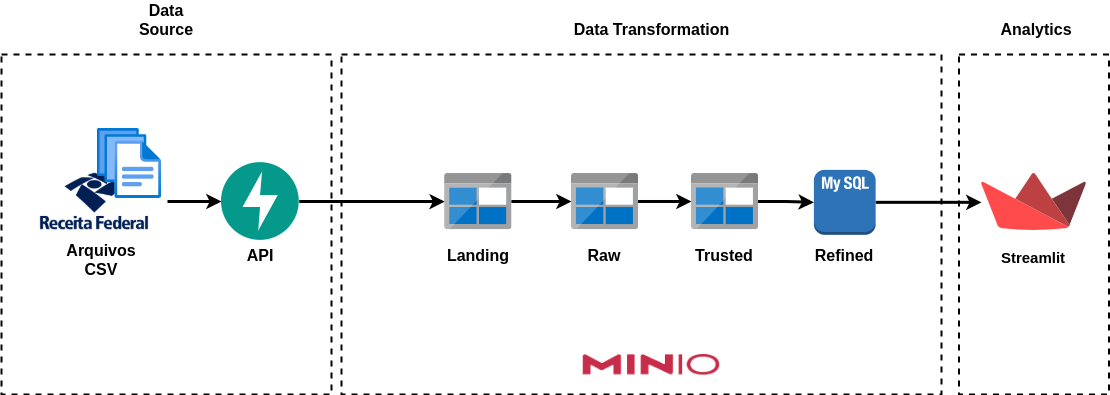 Data
Source
Data Transformation
Analytics
Receita Federal
Arquivos
CSV
API
Landing
Raw
Trusted
My SQL
Refined
Streamlit
MINIO